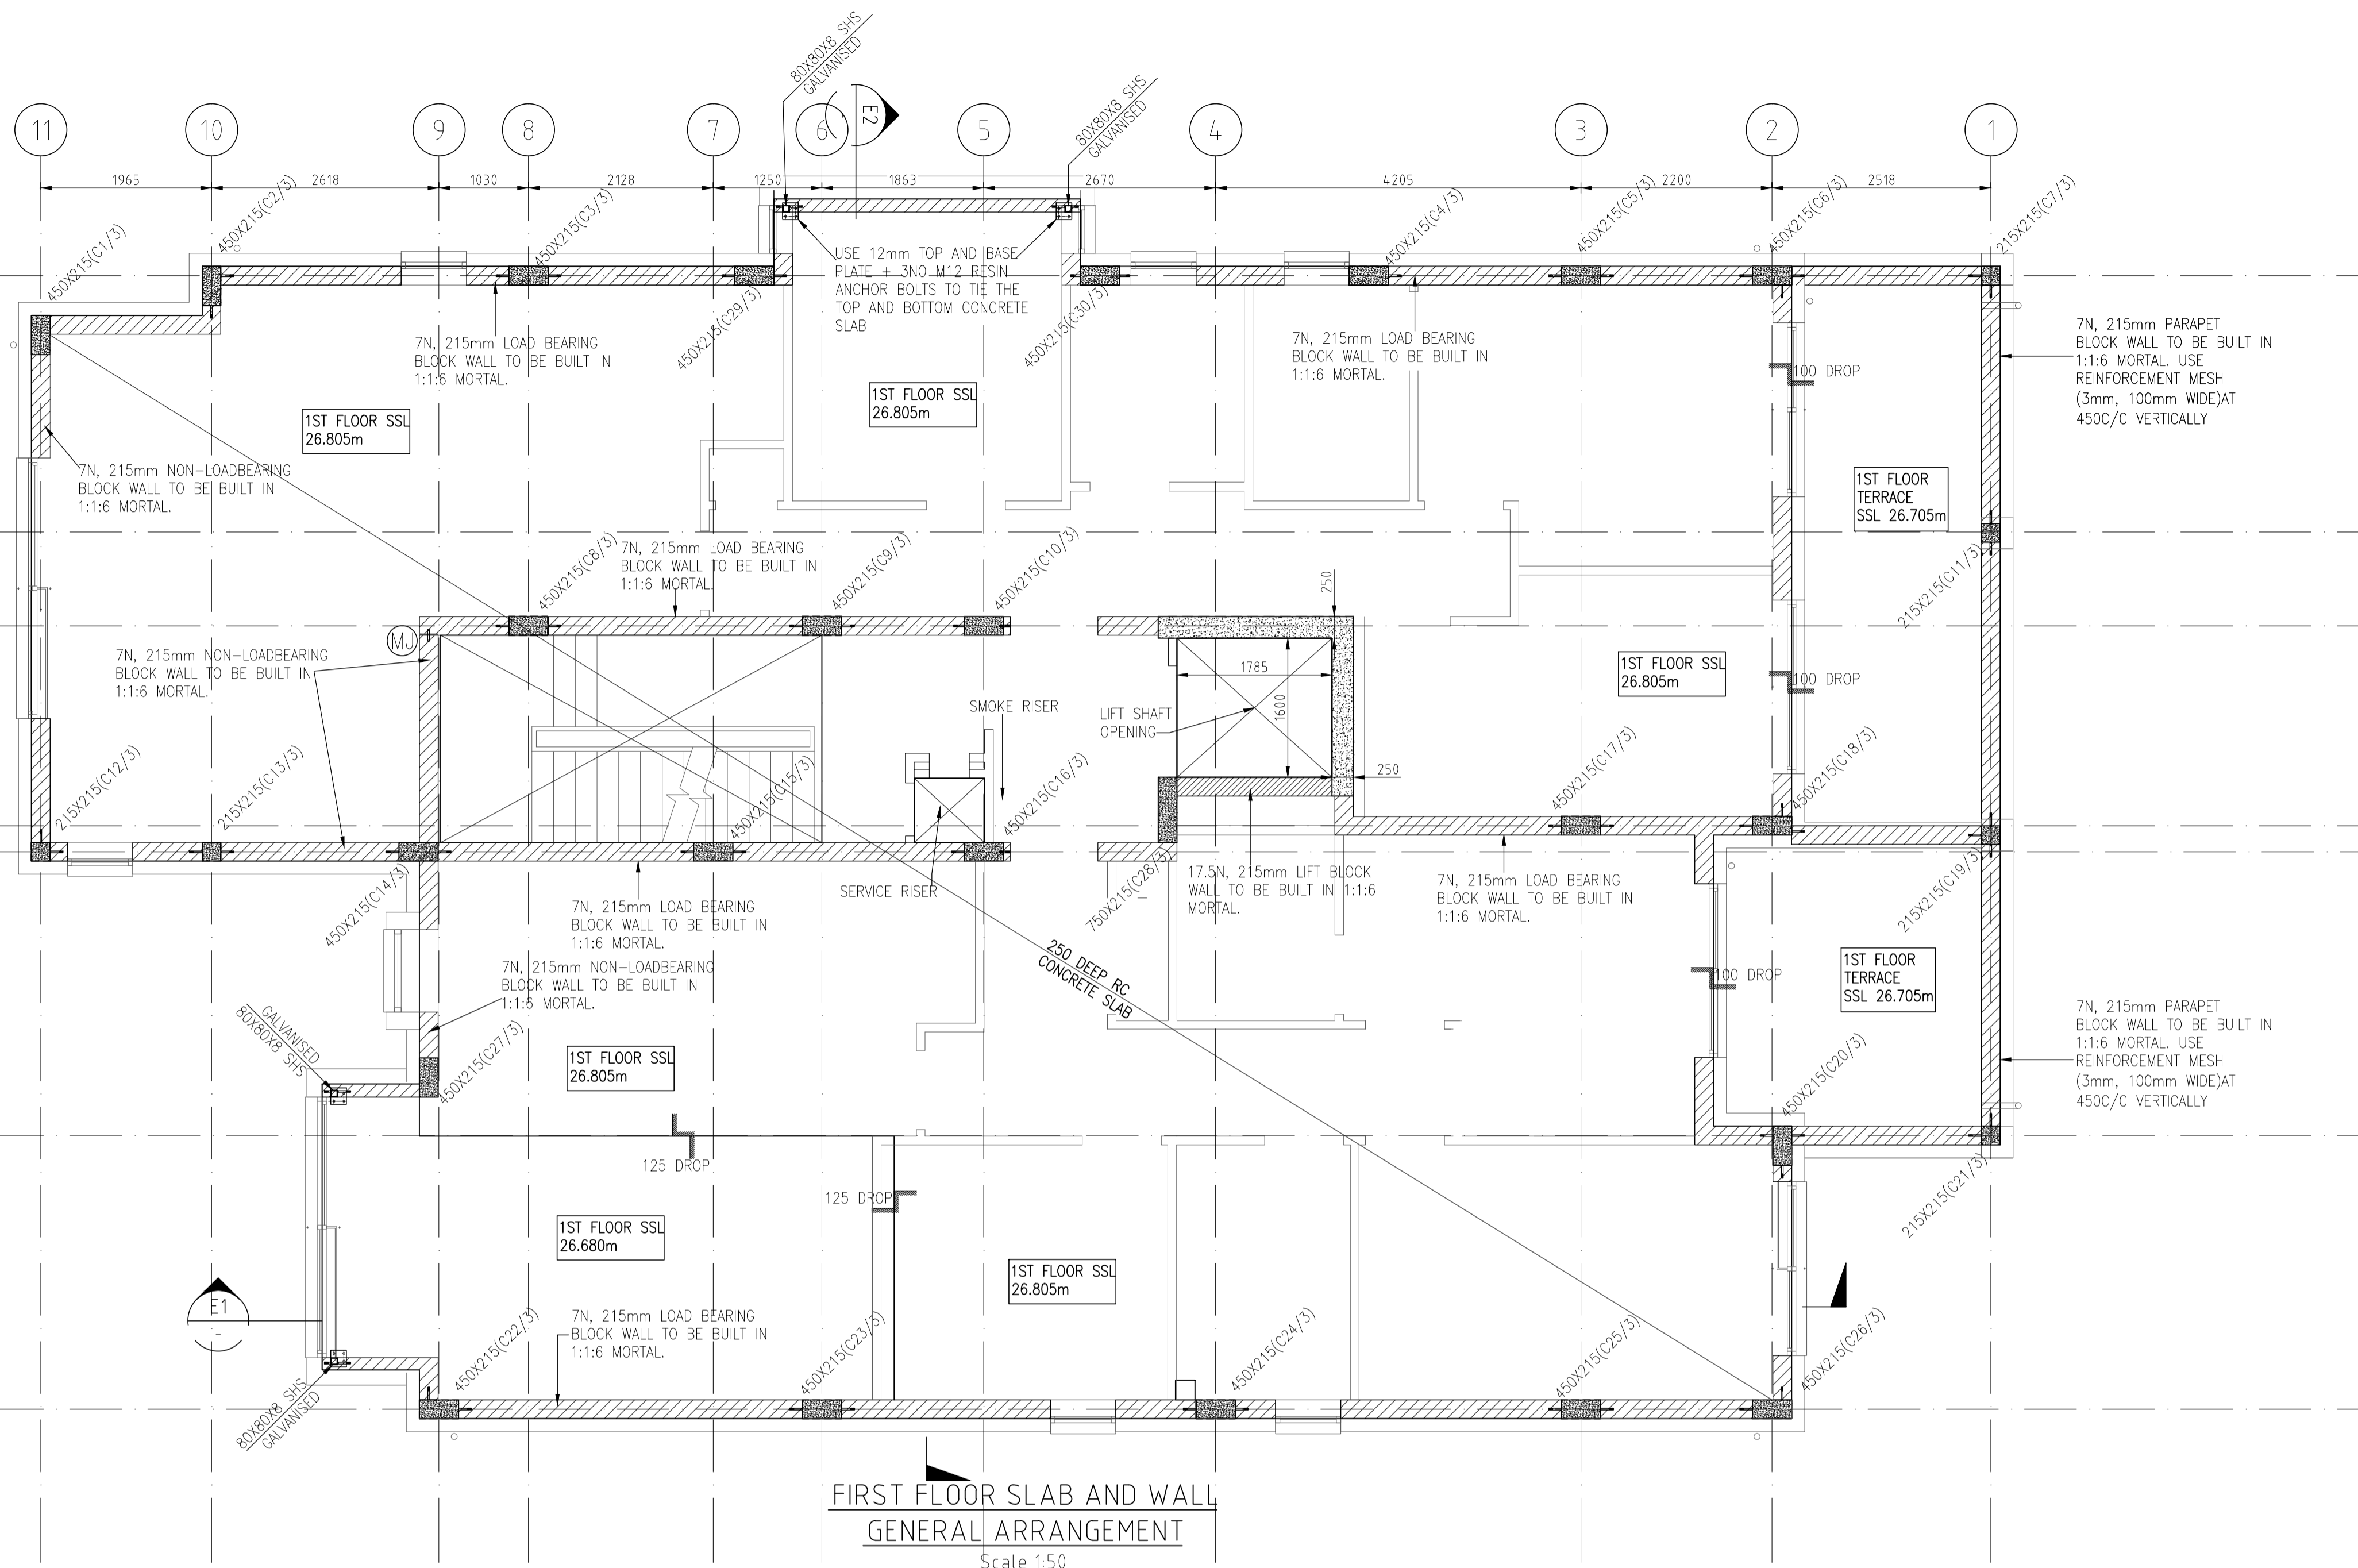 80X80X8 SHS
GALVANISED
80X80X8 SHS
GALVANISED
11
10
9
8
7
6
E2
5
4
3
2
1
1965
2618
1030
2128
1250
1863
2670
4205
2200
2518
450X215(C1/3)
450X215(C2/3)
450X215(C3/3)
450X215(C29/3)
450X215(C30/3)
450X215(C4/3)
450X215(C5/3)
450X215(C6/3)
215X215(C7/3)
USE 12mm TOP AND BASE
PLATE + 3NO M12 RESIN
ANCHOR BOLTS TO TIE THE
TOP AND BOTTOM CONCRETE
SLAB
7N, 215mm LOAD BEARING
BLOCK WALL TO BE BUILT IN
1:1:6 MORTAL.
7N, 215mm LOAD BEARING
BLOCK WALL TO BE BUILT IN
1:1:6 MORTAL.
7N, 215mm PARAPET
BLOCK WALL TO BE BUILT IN
1:1:6 MORTAL. USE
REINFORCEMENT MESH
(3mm, 100mm WIDE)AT
450C/C VERTICALLY
100 DROP
1ST FLOOR SSL
26.805m
1ST FLOOR SSL
26.805m
7N, 215mm NON-LOADBEARING
BLOCK WALL TO BE BUILT IN
1:1:6 MORTAL.
1ST FLOOR
TERRACE
SSL 26.705m
7N, 215mm LOAD BEARING
BLOCK WALL TO BE BUILT IN
1:1:6 MORTAL.
450X215(C8/3)
450X215(C9/3)
450X215(C10/3)
215X215(C11/3)
250
MJ
7N, 215mm NON-LOADBEARING
BLOCK WALL TO BE BUILT IN
1:1:6 MORTAL.
1785
1600
1ST FLOOR SSL
26.805m
100 DROP
SMOKE RISER
LIFT SHAFT
OPENING
250
215X215(C12/3)
215X215(C13/3)
450X215(C14/3)
450X215(C15/3)
450X215(C16/3)
450X215(C17/3)
450X215(C18/3)
215X215(C19/3)
750X215(C28/3)
SERVICE RISER
17.5N, 215mm LIFT BLOCK
WALL TO BE BUILT IN 1:1:6
MORTAL.
7N, 215mm LOAD BEARING
BLOCK WALL TO BE BUILT IN
1:1:6 MORTAL.
7N, 215mm LOAD BEARING
BLOCK WALL TO BE BUILT IN
1:1:6 MORTAL.
7N, 215mm NON-LOADBEARING
BLOCK WALL TO BE BUILT IN
1:1:6 MORTAL.
250 DEEP RC
CONCRETE SLAB
100 DROP
1ST FLOOR
TERRACE
SSL 26.705m
GALVANISED
80X80X8 SHS
450X215(C27/3)
1ST FLOOR SSL
26.805m
450X215(C20/3)
7N, 215mm PARAPET
BLOCK WALL TO BE BUILT IN
1:1:6 MORTAL. USE
REINFORCEMENT MESH
(3mm, 100mm WIDE)AT
450C/C VERTICALLY
125 DROP
125 DROP
215X215(C21/3)
1ST FLOOR SSL
26.680m
1ST FLOOR SSL
26.805m
E1
-
7N, 215mm LOAD BEARING
BLOCK WALL TO BE BUILT IN
1:1:6 MORTAL.
450X215(C22/3)
450X215(C23/3)
450X215(C24/3)
450X215(C25/3)
450X215(C26/3)
80X80X8 SHS
GALVANISED
FIRST FLOOR SLAB AND WALL
GENERAL ARRANGEMENT
Scale 1:50